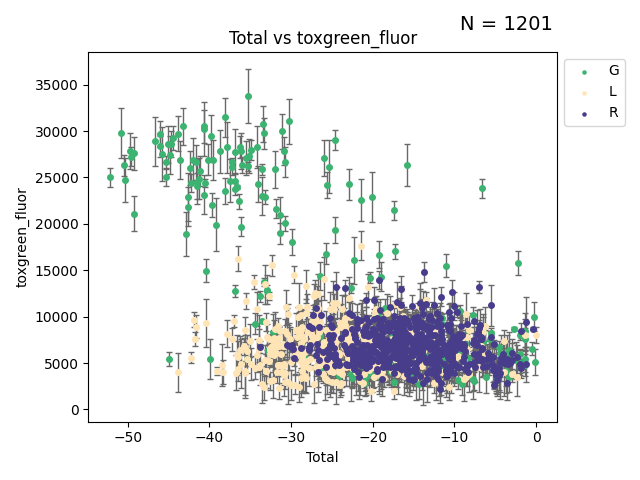 N = 1201
Total vs toxgreen_fluor
G
L
R
toxgreen_fluor
35000
30000
25000
20000
15000
10000
5000
0
−50
−40
−30
−20
−10
0
Total